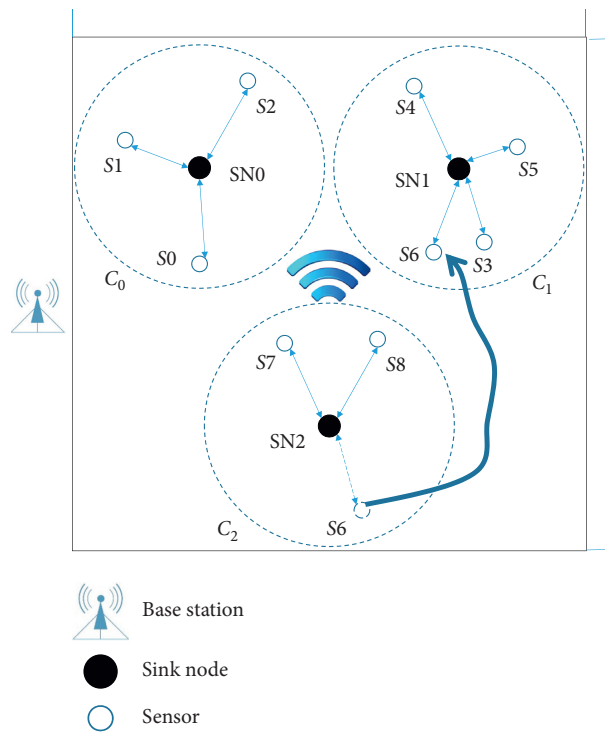 S2
S1
SN0
S0
C0
S4
S5
SN1
S6
S3
C1
S7
S8
SN2
S6
C2
Base station
Sink node
Sensor